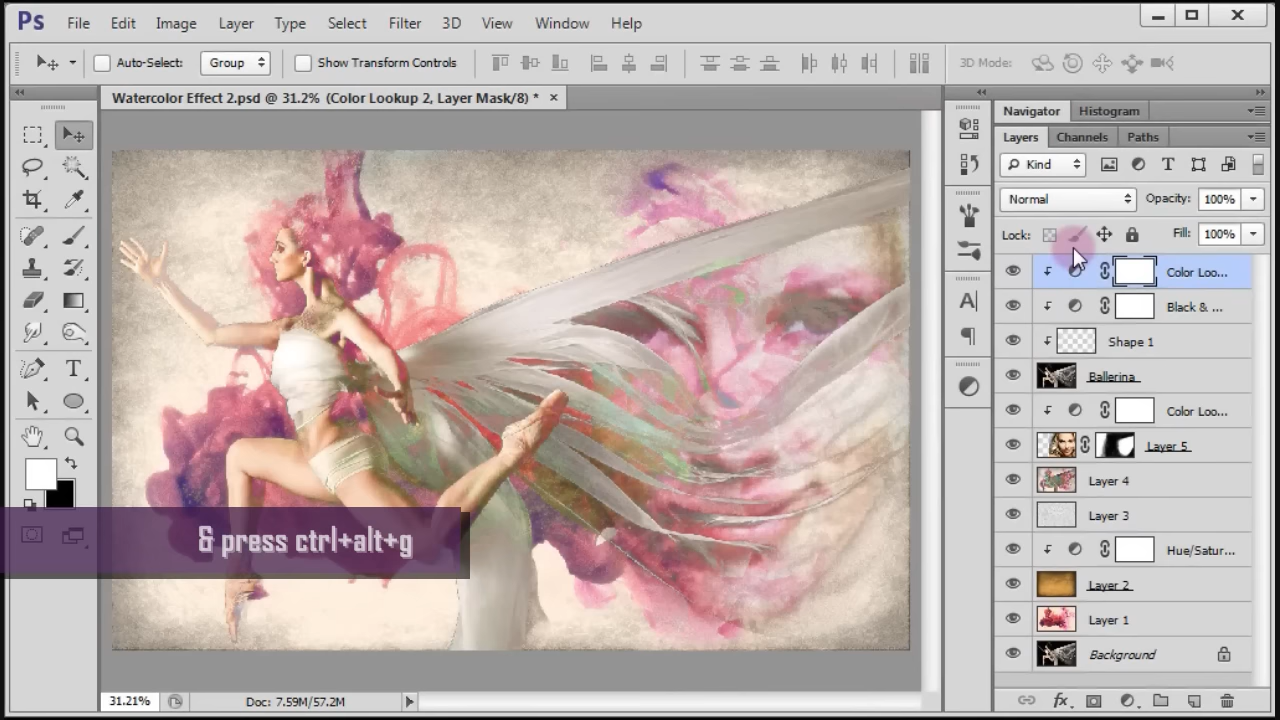 Ps File Edit Image Layer Type Select Filter 3D View Window Help
Auto-Select: Group Show Transform Controls 3D Mode:
Watercolor Effect 2.psd @ 31.2% (Color Lookup 2, Layer Mask/8) * ×
Navigator Histogram
Layers Channels Paths
Kind
Normal Opacity: 100%
Lock: Fill: 100%
Color Loo...
Black & ...
Shape 1
Ballerina
Color Loo...
Layer 5
Layer 4
Layer 3
Hue/Satur...
Layer 2
Layer 1
Background
& press ctrl+alt+g
31.21% Doc: 7.59M/57.2M